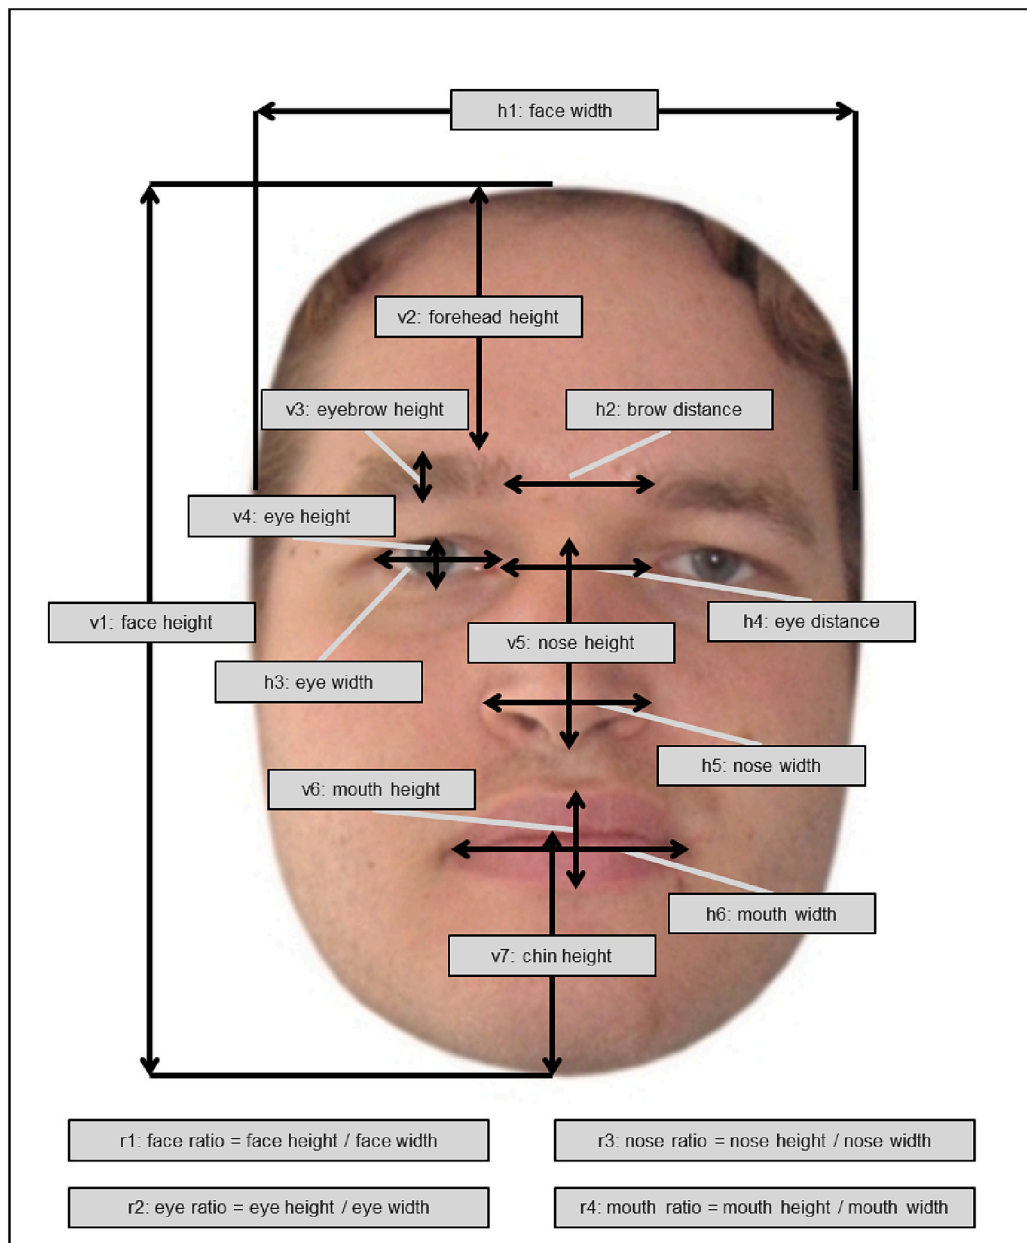 h1: face width
v2: forehead height
v3: eyebrow height
h2: brow distance
v4: eye height
v1: face height
v5: nose height
h4: eye distance
h3: eye width
h5: nose width
v6: mouth height
h6: mouth width
v7: chin height
r1: face ratio = face height / face width
r3: nose ratio = nose height / nose width
r2: eye ratio = eye height / eye width
r4: mouth ratio = mouth height / mouth width